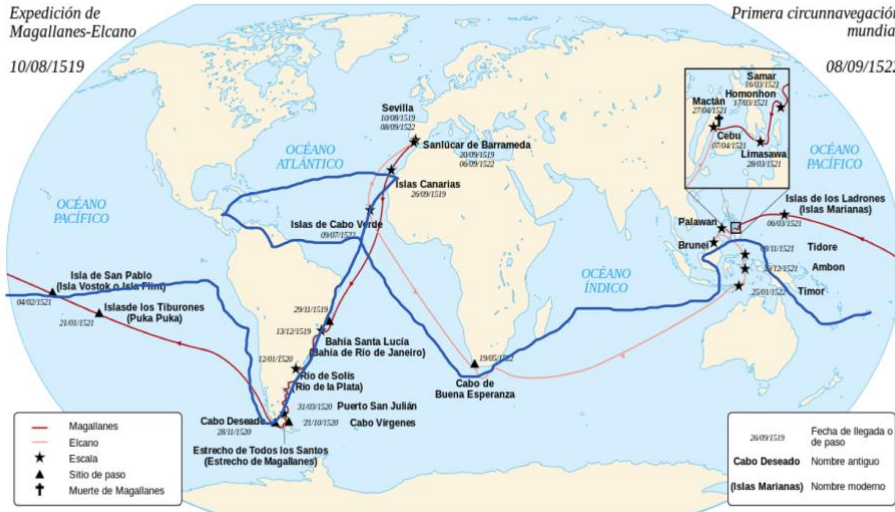 Expedición de
Magallanes-Elcano
10/08/1519
Primera circunnavegación
mundia
08/09/1522
Samar
16/03/1521
Homonhon
17/03/1521
Mactán
27/04/1521
Cebu
07/04/1521
Limasawa
28/03/1521
Sevilla
10/08/1519
08/09/1522
Sanlúcar de Barrameda
20/09/1519
06/09/1522
Islas Canarias
26/09/1519
OCÉANO
ATLÁNTICO
OCÉANO
PACÍFICO
OCÉANO
PACÍFICO
Islas de Cabo Verde
09/07/1522
Islas de los Ladrones
(Islas Marianas)
06/03/1521
Palawan
Brunei
08/11/1521
Tidore
Ambon
Timor
25/01/1522
OCÉANO
ÍNDICO
Isla de San Pablo
(Isla Vostok o Isla Flint)
04/02/1521
Islasde los Tiburones
(Puka Puka)
21/01/1521
29/11/1519
13/12/1519
Bahía Santa Lucía
(Bahía de Río de Janeiro)
12/01/1520
Río de Solís
(Río de la Plata)
31/03/1520
Puerto San Julián
21/10/1520
Cabo Vírgenes
Cabo Deseado
28/11/1520
Estrecho de Todos los Santos
(Estrecho de Magallanes)
19/05/1522
Cabo de
Buena Esperanza
Magallanes
Elcano
Escala
Sitio de paso
Muerte de Magallanes
26/09/1519
Fecha de llegada o
de paso
Cabo Deseado
Nombre antiguo
(Islas Marianas)
Nombre moderno